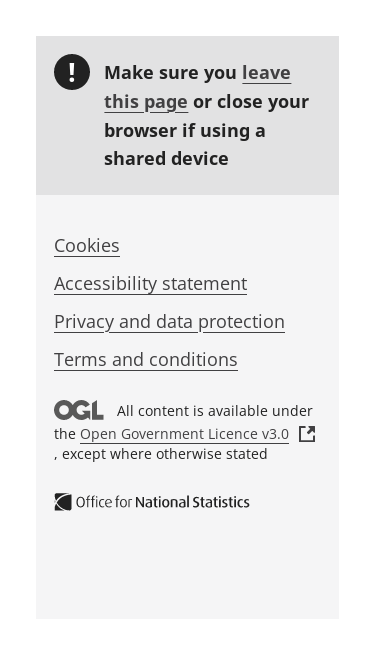 ! Make sure you leave
this page or close your
browser if using a
shared device
Cookies
Accessibility statement
Privacy and data protection
Terms and conditions
OGL All content is available under
the Open Government Licence v3.0
, except where otherwise stated
Office for National Statistics